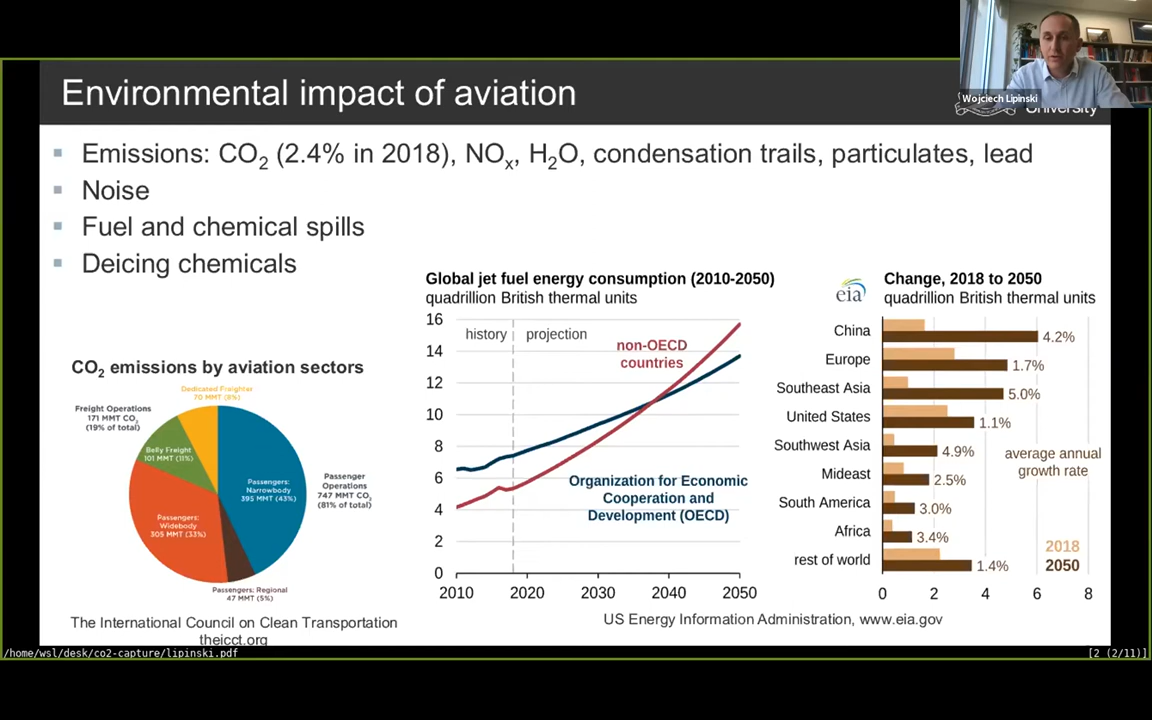 Wojciech Lipinski
University
Environmental impact of aviation
Emissions: CO2 (2.4% in 2018), NOx, H2O, condensation trails, particulates, lead
Noise
Fuel and chemical spills
Deicing chemicals
CO2 emissions by aviation sectors
Dedicated Freighter
70 MMT (8%)
Freight Operations
171 MMT CO2
(19% of total)
Belly Freight
101 MMT (11%)
Passengers:
Narrowbody
395 MMT (43%)
Passenger
Operations
747 MMT CO2
(81% of total)
Passengers:
Widebody
305 MMT (33%)
Passengers: Regional
47 MMT (5%)
The International Council on Clean Transportation
theicct.org
Global jet fuel energy consumption (2010-2050)
quadrillion British thermal units
16
14
12
10
8
6
4
2
0
history
projection
non-OECD
countries
Organization for Economic
Cooperation and
Development (OECD)
2010 2020 2030 2040 2050
eia
Change, 2018 to 2050
quadrillion British thermal units
China 4.2%
Europe 1.7%
Southeast Asia 5.0%
United States 1.1%
Southwest Asia 4.9%
Mideast 2.5%
South America 3.0%
Africa 3.4%
rest of world 1.4%
average annual
growth rate
2018
2050
0 2 4 6 8
US Energy Information Administration, www.eia.gov
/home/wsl/desk/co2-capture/lipinski.pdf [2 (2/11)]